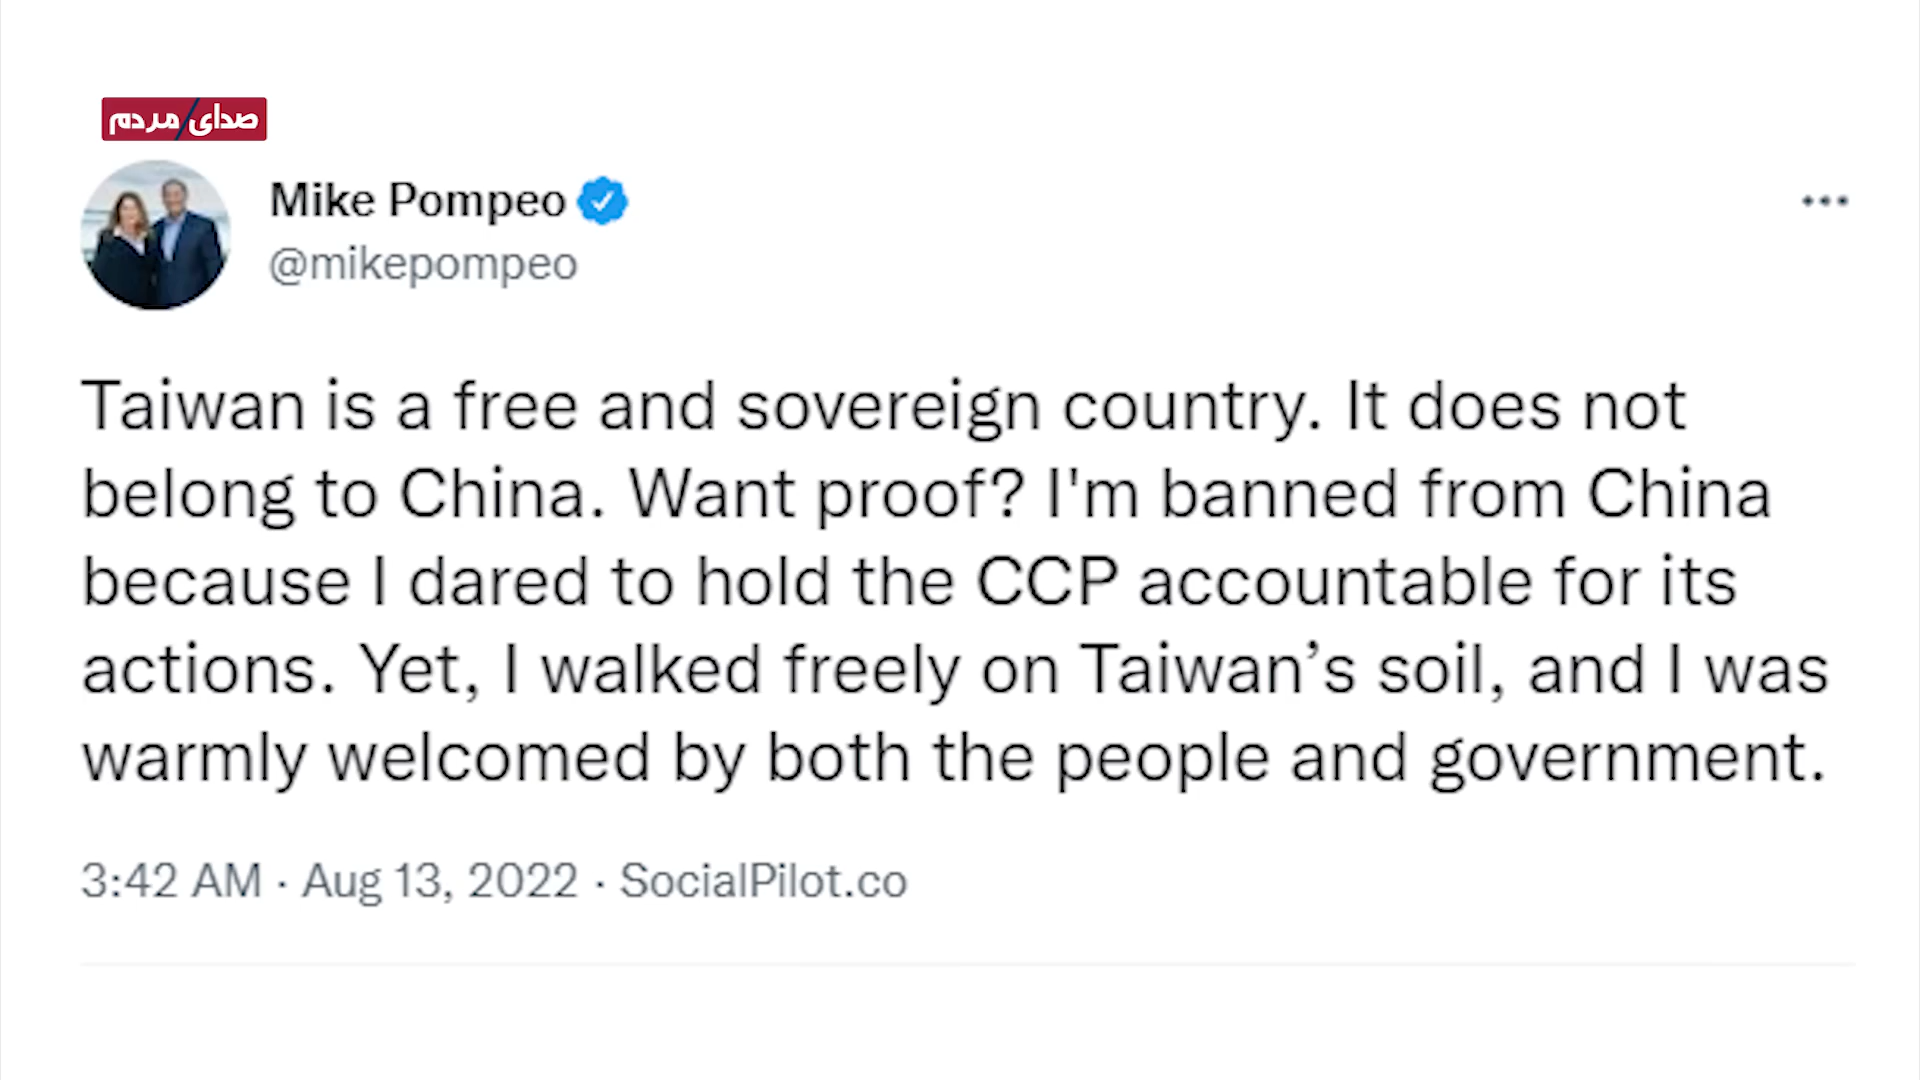 صدای/مردم
Mike Pompeo
@mikepompeo
Taiwan is a free and sovereign country. It does not
belong to China. Want proof? I'm banned from China
because I dared to hold the CCP accountable for its
actions. Yet, I walked freely on Taiwan’s soil, and I was
warmly welcomed by both the people and government.
3:42 AM · Aug 13, 2022 · SocialPilot.co